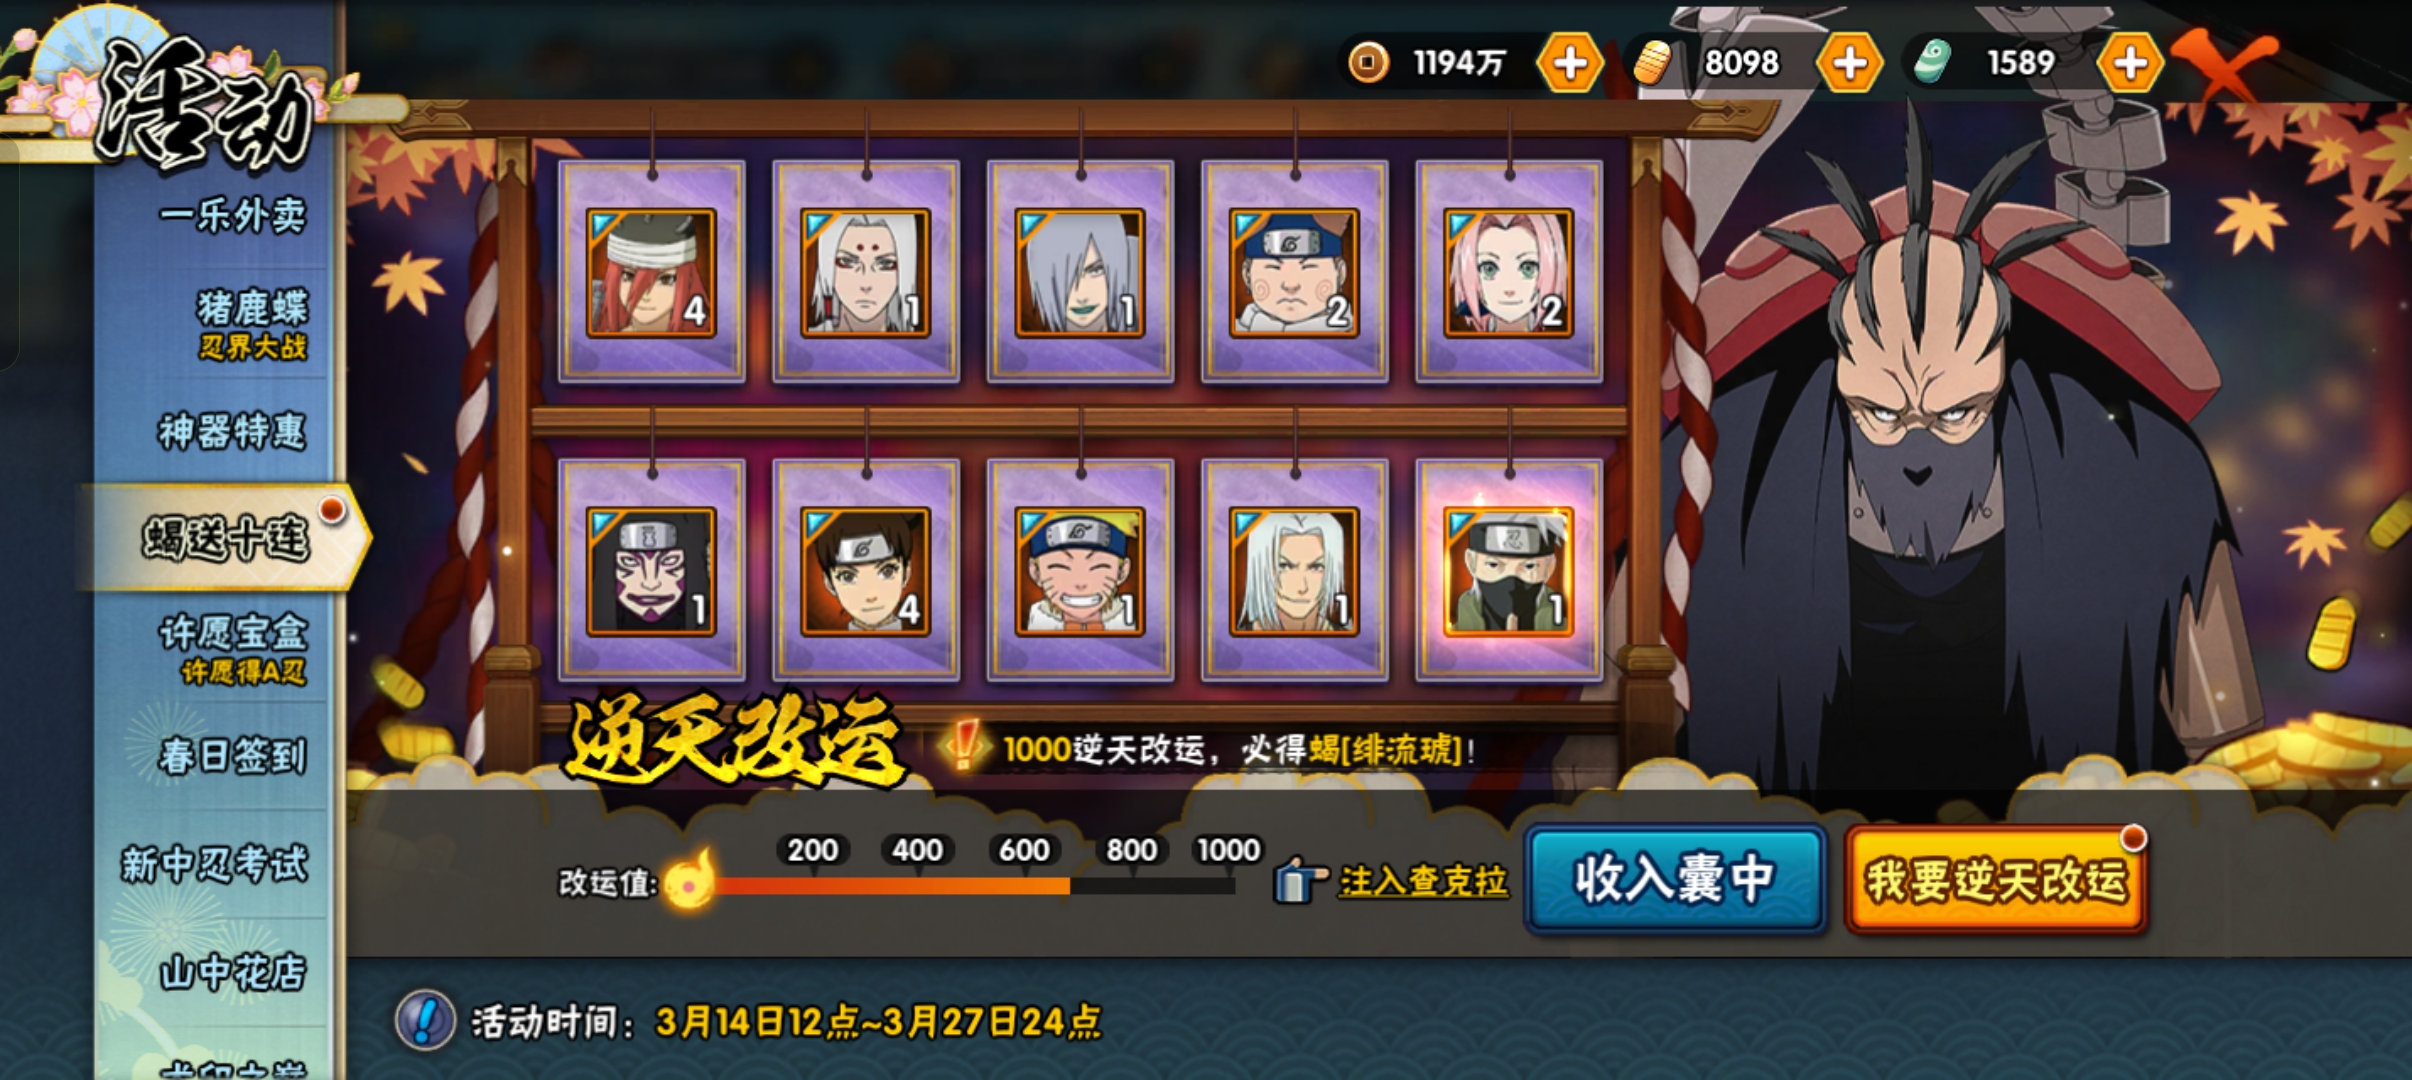 活动
1194万
8098
1589
一乐外卖
猪鹿蝶
忍界大战
神器特惠
蝎送十连
许愿宝盒
许愿得A忍
春日签到
新中忍考试
山中花店
4
1
1
2
2
1
4
1
1
1
逆天改运
1000逆天改运，必得蝎[绯流琥]！
200
400
600
800
1000
改运值:
注入查克拉
收入囊中
我要逆天改运
活动时间：3月14日12点~3月27日24点